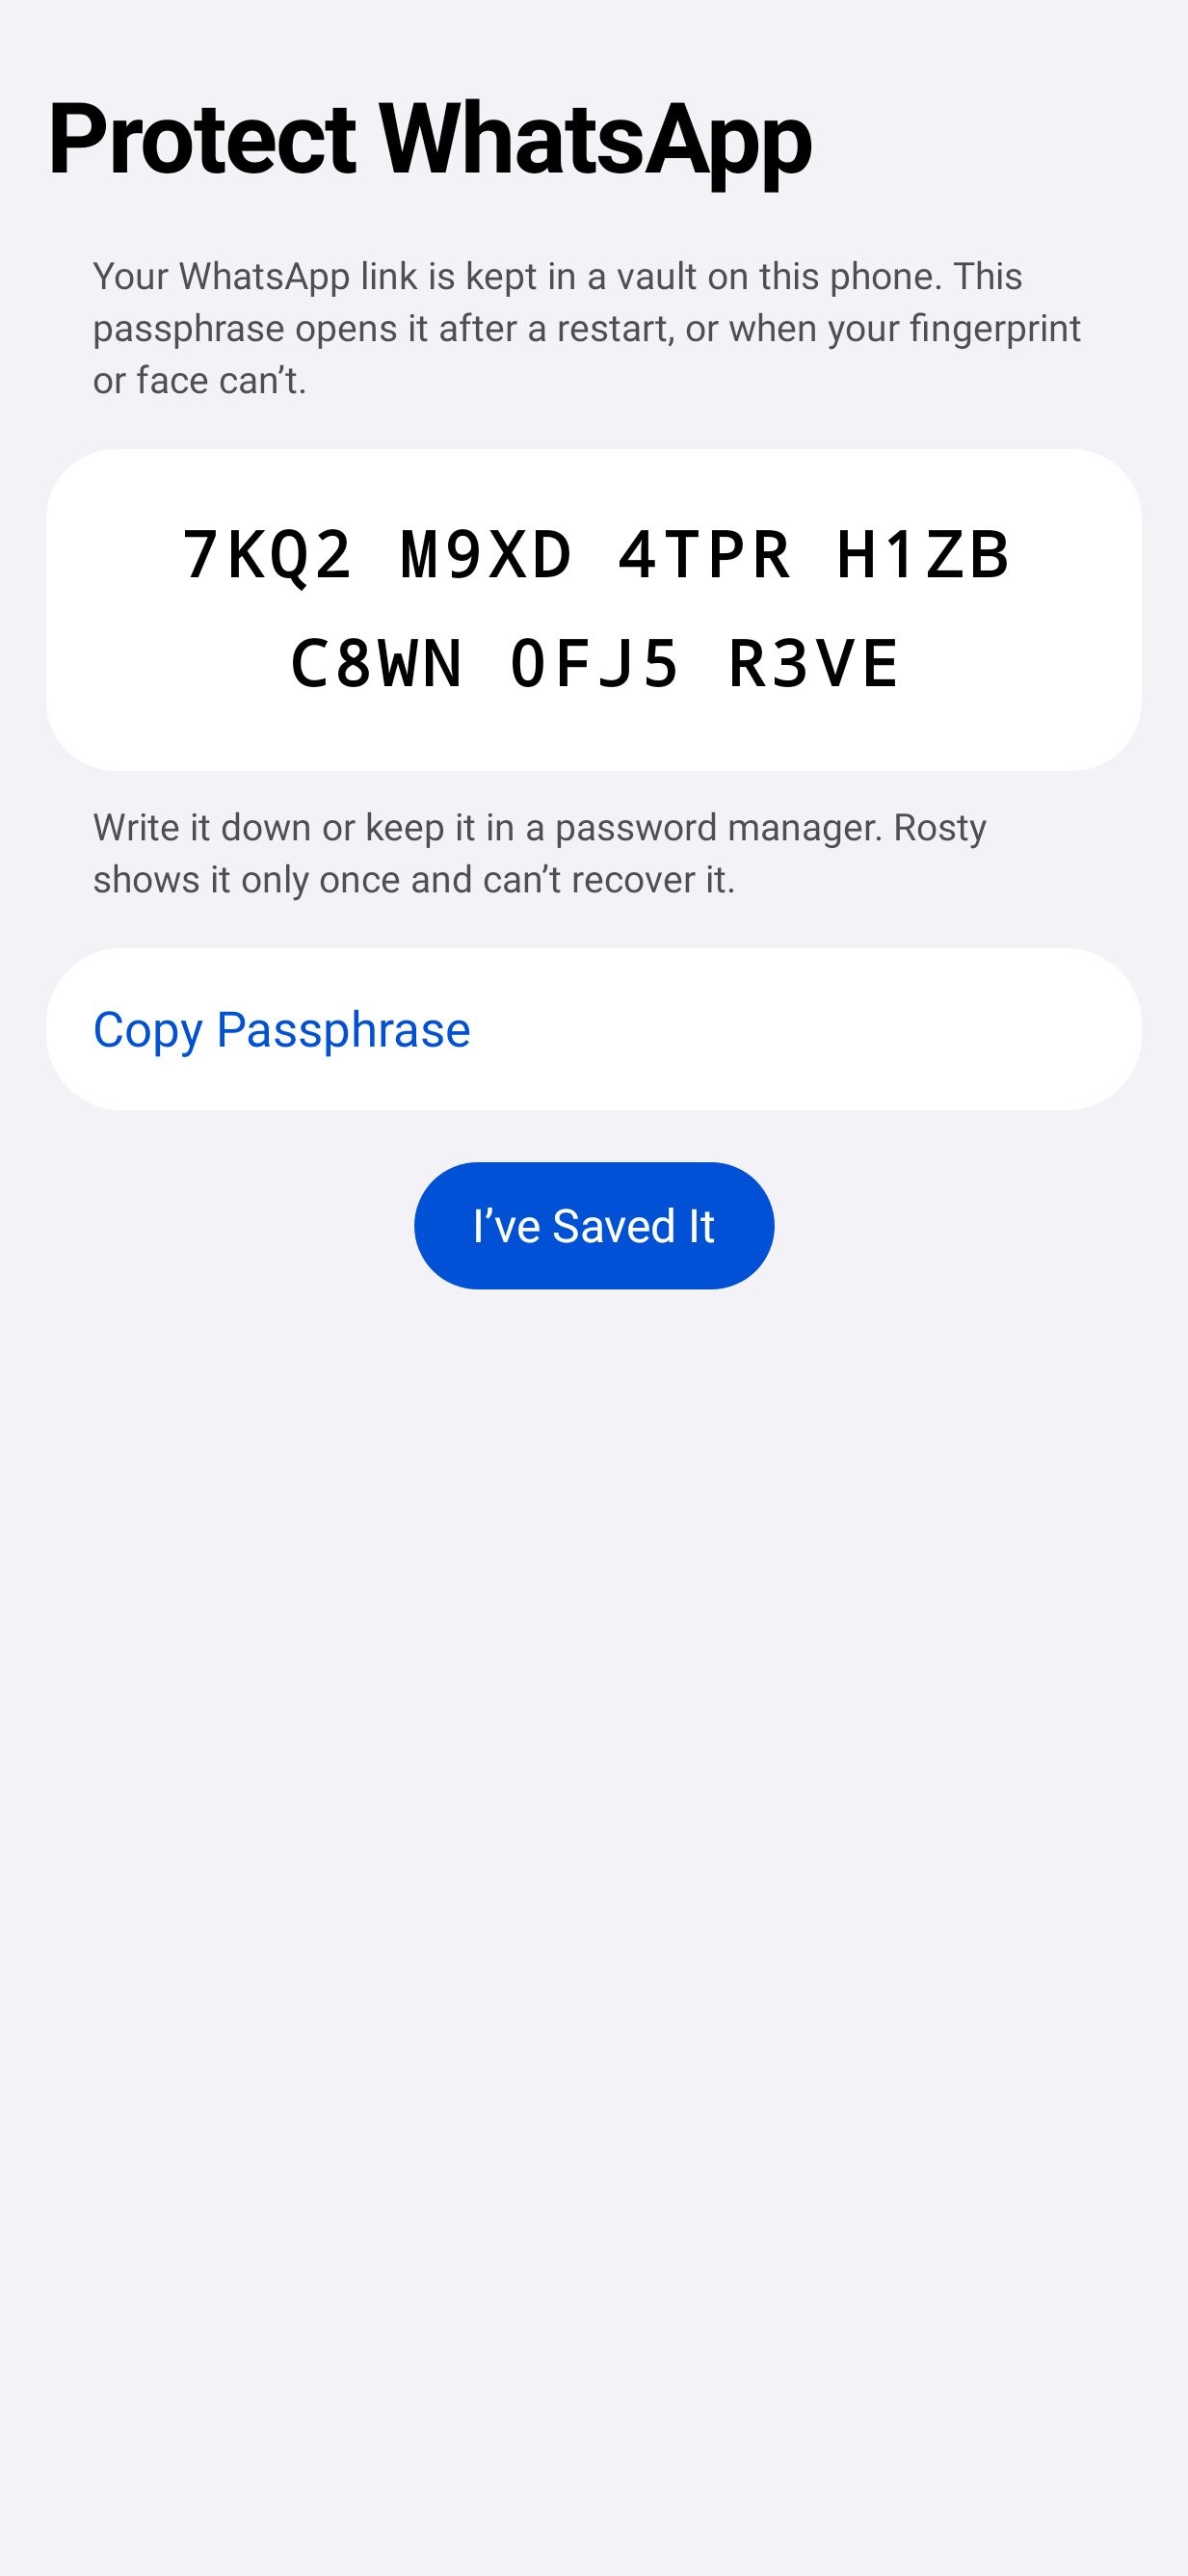 Protect WhatsApp
Your WhatsApp link is kept in a vault on this phone. This
passphrase opens it after a restart, or when your fingerprint
or face can’t.
7KQ2 M9XD 4TPR H1ZB
C8WN 0FJ5 R3VE
Write it down or keep it in a password manager. Rosty
shows it only once and can’t recover it.
Copy Passphrase
I’ve Saved It